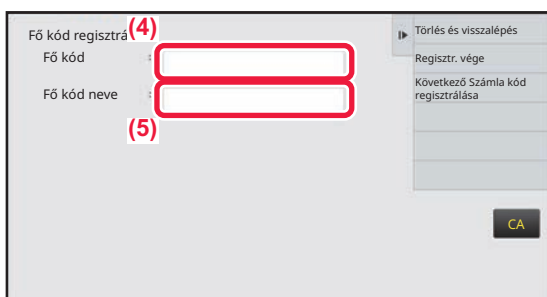 Fő kód regisztrá
(4)
Fő kód :
Fő kód neve :
(5)
Törlés és visszalépés
Regisztr. vége
Következő Számla kód
regisztrálása
CA